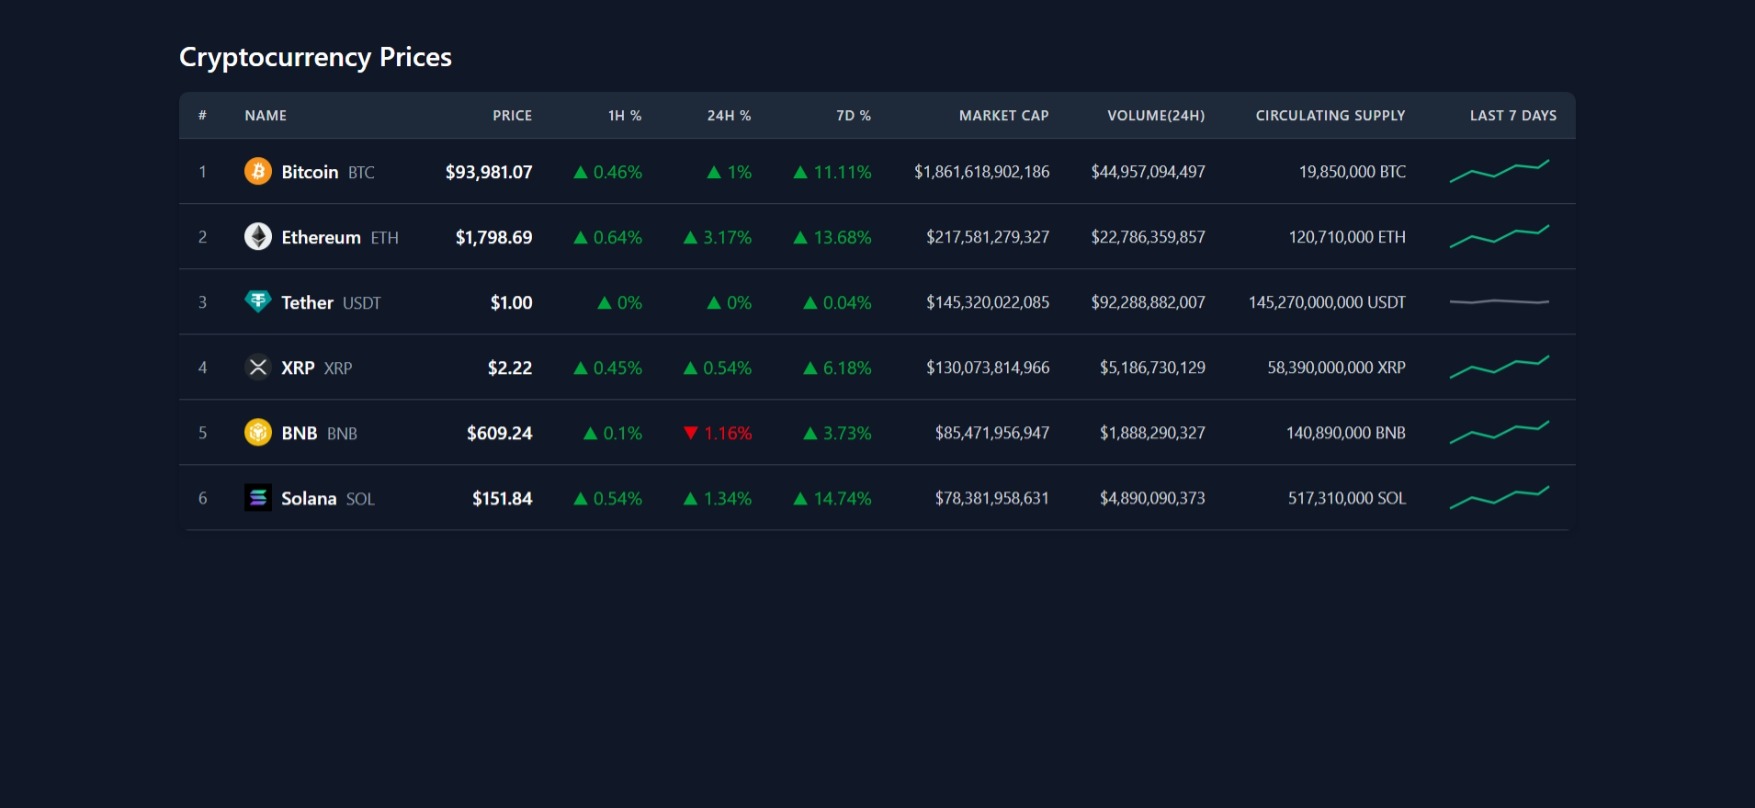 Cryptocurrency Prices
# NAME PRICE 1H % 24H % 7D % MARKET CAP VOLUME(24H) CIRCULATING SUPPLY LAST 7 DAYS
1 Bitcoin BTC $93,981.07 ▲ 0.46% ▲ 1% ▲ 11.11% $1,861,618,902,186 $44,957,094,497 19,850,000 BTC
2 Ethereum ETH $1,798.69 ▲ 0.64% ▲ 3.17% ▲ 13.68% $217,581,279,327 $22,786,359,857 120,710,000 ETH
3 Tether USDT $1.00 ▲ 0% ▲ 0% ▲ 0.04% $145,320,022,085 $92,288,882,007 145,270,000,000 USDT
4 XRP XRP $2.22 ▲ 0.45% ▲ 0.54% ▲ 6.18% $130,073,814,966 $5,186,730,129 58,390,000,000 XRP
5 BNB BNB $609.24 ▲ 0.1% ▼ 1.16% ▲ 3.73% $85,471,956,947 $1,888,290,327 140,890,000 BNB
6 Solana SOL $151.84 ▲ 0.54% ▲ 1.34% ▲ 14.74% $78,381,958,631 $4,890,090,373 517,310,000 SOL